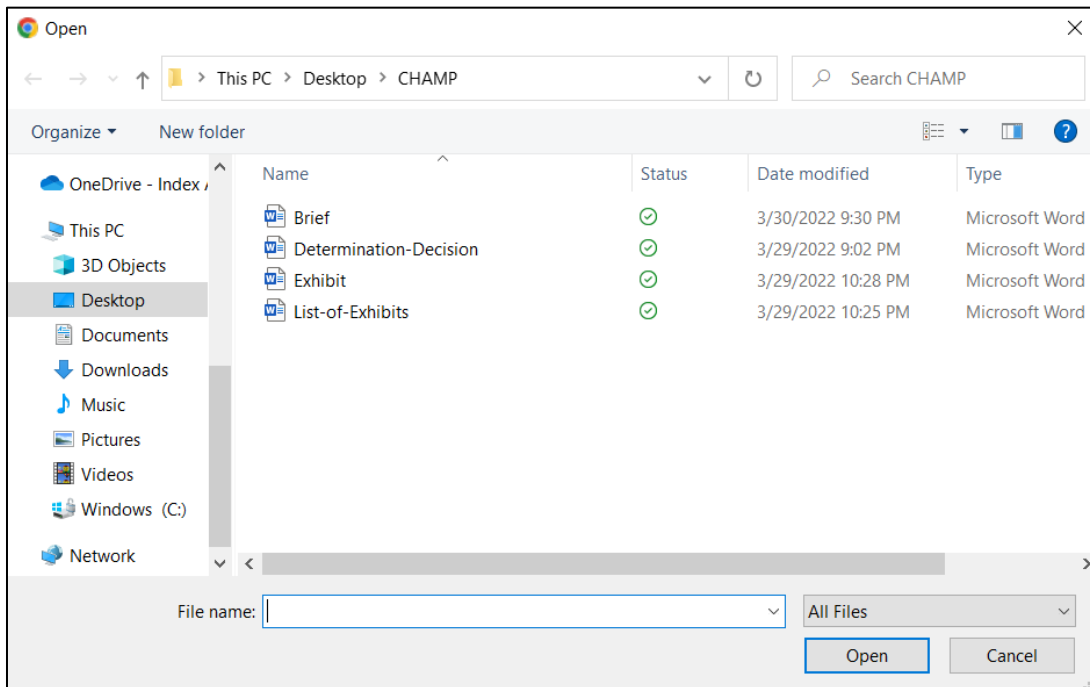 Open
This PC > Desktop > CHAMP
Search CHAMP
Organize
New folder
?
OneDrive - Index
This PC
3D Objects
Desktop
Documents
Downloads
Music
Pictures
Videos
Windows (C:)
Network
Name Status Date modified Type
Brief 3/30/2022 9:30 PM Microsoft Word
Determination-Decision 3/29/2022 9:02 PM Microsoft Word
Exhibit 3/29/2022 10:28 PM Microsoft Word
List-of-Exhibits 3/29/2022 10:25 PM Microsoft Word
File name:
All Files
Open
Cancel